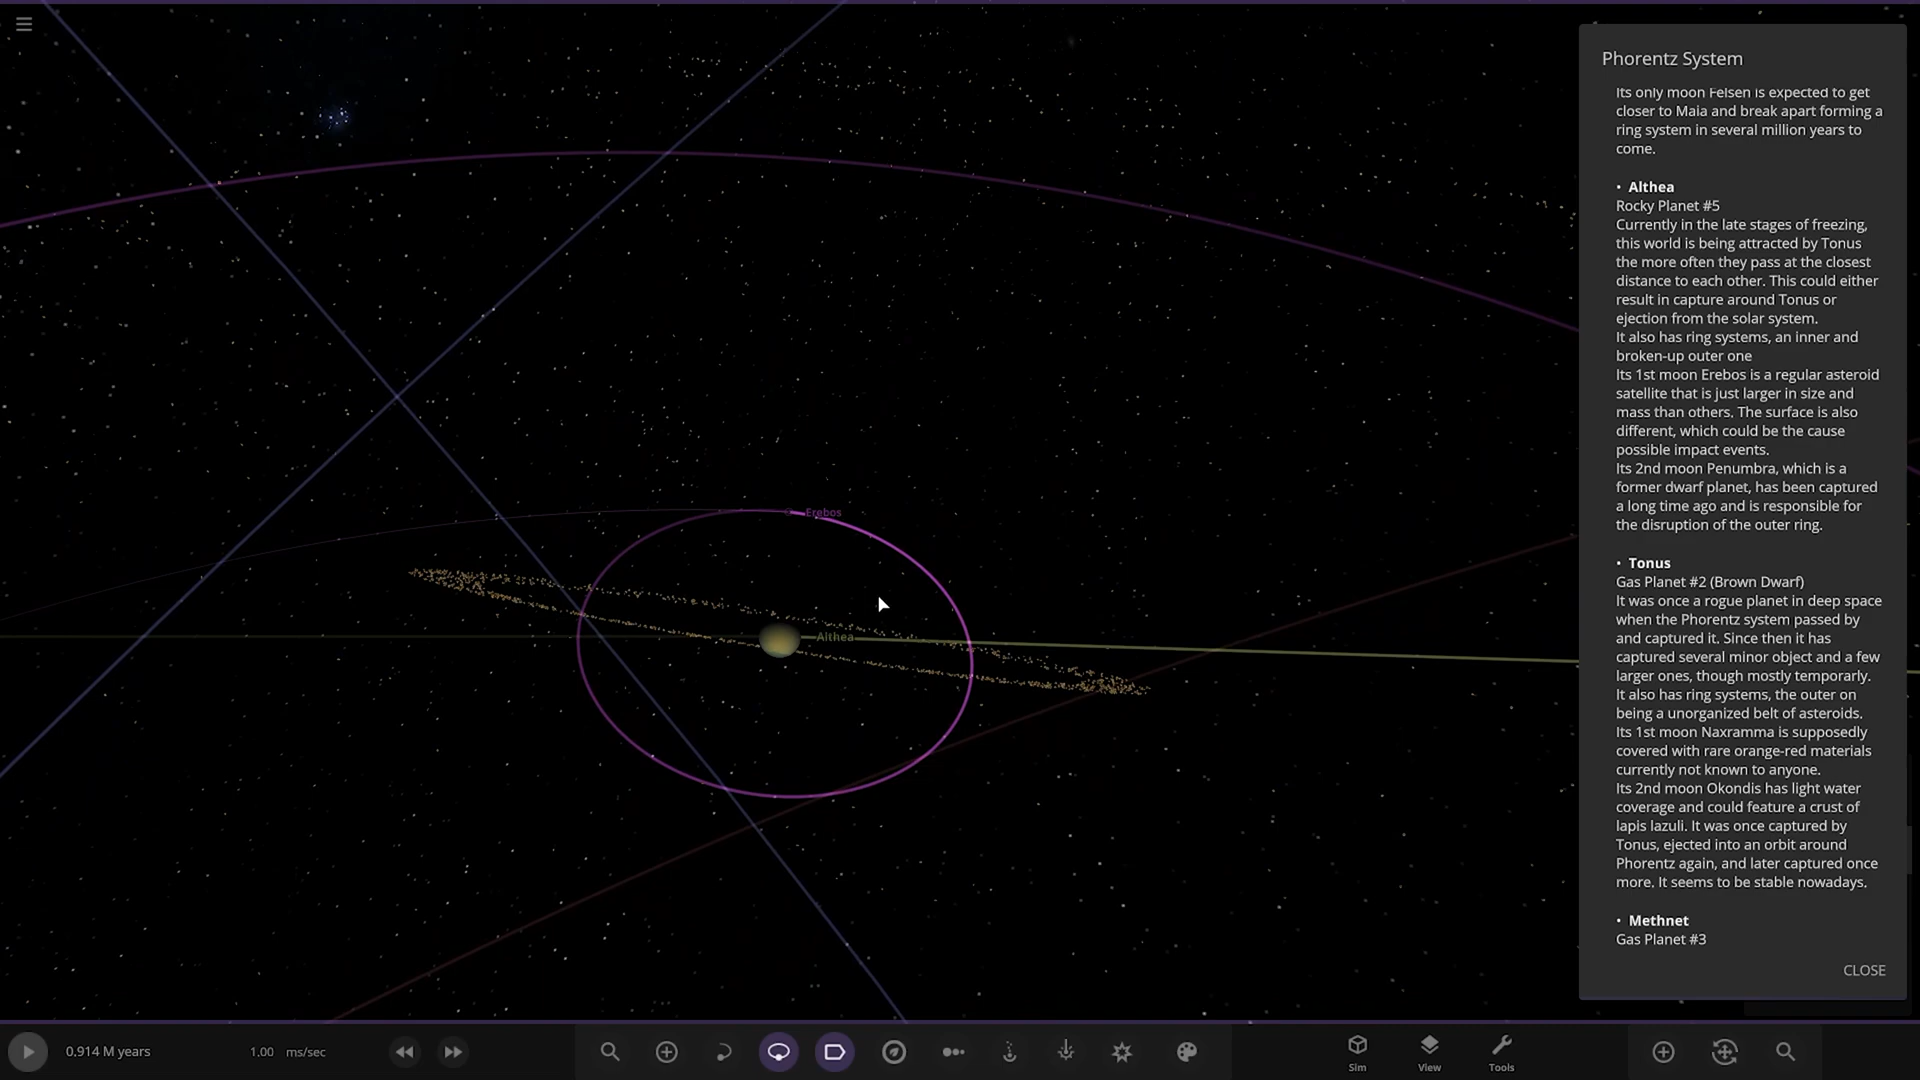 Phorentz System
Its only moon Felsen is expected to get
closer to Maia and break apart forming a
ring system in several million years to
come.
• Althea
Rocky Planet #5
Currently in the late stages of freezing,
this world is being attracted by Tonus
the more often they pass at the closest
distance to each other. This could either
result in capture around Tonus or
ejection from the solar system.
It also has ring systems, an inner and
broken-up outer one
Its 1st moon Erebos is a regular asteroid
satellite that is just larger in size and
mass than others. The surface is also
different, which could be the cause
possible impact events.
Its 2nd moon Penumbra, which is a
former dwarf planet, has been captured
a long time ago and is responsible for
the disruption of the outer ring.
• Tonus
Gas Planet #2 (Brown Dwarf)
It was once a rogue planet in deep space
when the Phorentz system passed by
and captured it. Since then it has
captured several minor object and a few
larger ones, though mostly temporarily.
It also has ring systems, the outer on
being a unorganized belt of asteroids.
Its 1st moon Naxramma is supposedly
covered with rare orange-red materials
currently not known to anyone.
Its 2nd moon Okondis has light water
coverage and could feature a crust of
lapis lazuli. It was once captured by
Tonus, ejected into an orbit around
Phorentz again, and later captured once
more. It seems to be stable nowadays.
• Methnet
Gas Planet #3
CLOSE
Erebos
Althea
0.914 M years
1.00 ms/sec
Sim
View
Tools